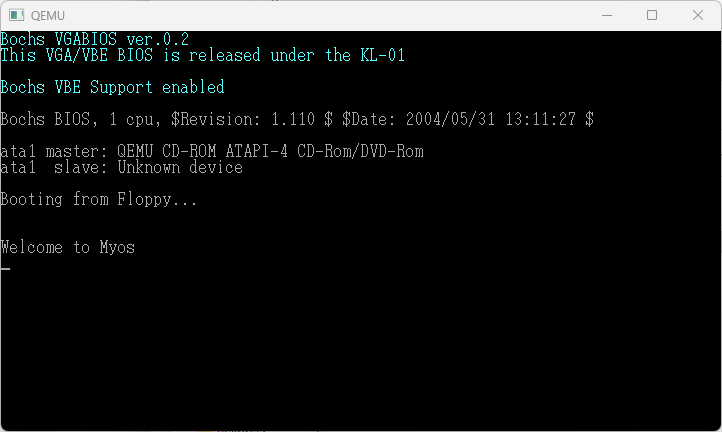 QEMU
Bochs VGABIOS ver.0.2
This VGA/VBE BIOS is released under the KL-01
Bochs VBE Support enabled
Bochs BIOS, 1 cpu, $Revision: 1.110 $ $Date: 2004/05/31 13:11:27 $
ata1 master: QEMU CD-ROM ATAPI-4 CD-Rom/DVD-Rom
ata1  slave: Unknown device
Booting from Floppy...
Welcome to Myos